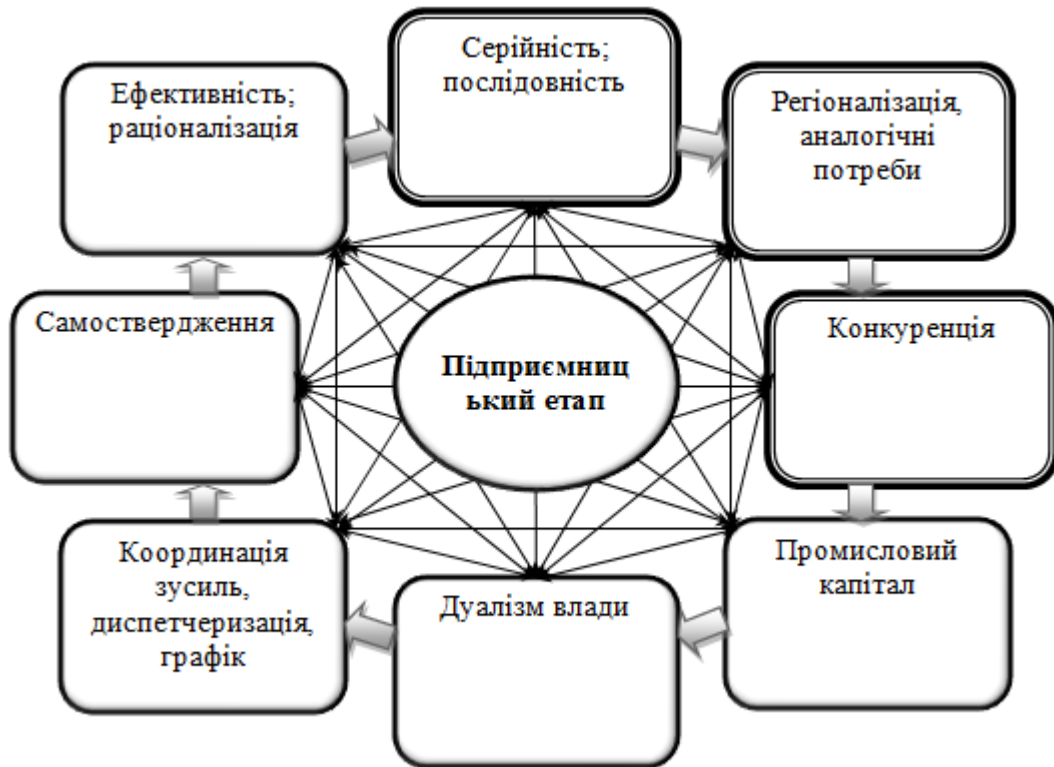 Серійність;
послідовність
Ефективність;
раціоналізація
Регіоналізація,
аналогічні
потреби
Самоствердження
Підприємниц
ький етап
Конкуренція
Координація
зусиль,
диспетчеризація,
графік
Дуалізм влади
Промисловий
капітал